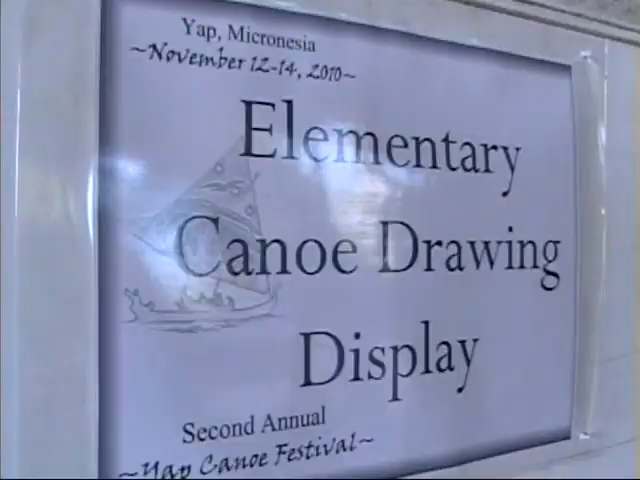 Yap, Micronesia
~November 12-14, 2010~
Elementary
Canoe Drawing
Display
Second Annual
~Yap Canoe Festival~